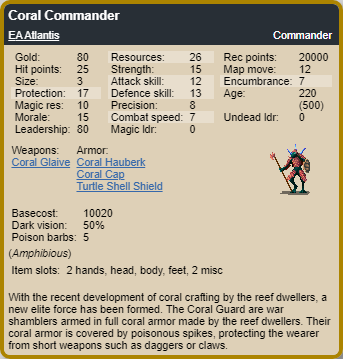 Coral Commander
EA Atlantis Commander
Gold: 80 Resources: 26 Rec points: 20000
Hit points: 25 Strength: 15 Map move: 12
Size: 3 Attack skill: 12 Encumbrance: 7
Protection: 17 Defence skill: 13 Age: 220
Magic res: 10 Precision: 8 (500)
Morale: 15 Combat speed: 7 Undead ldr: 0
Leadership: 80 Magic ldr: 0
Weapons: Armor:
Coral Glaive Coral Hauberk
Coral Cap
Turtle Shell Shield
Basecost: 10020
Dark vision: 50%
Poison barbs: 5
(Amphibious)
Item slots: 2 hands, head, body, feet, 2 misc
With the recent development of coral crafting by the reef dwellers, a
new elite force has been formed. The Coral Guard are war
shamblers armed in full coral armor made by the reef dwellers. Their
coral armor is covered by poisonous spikes, protecting the wearer
from short weapons such as daggers or claws.